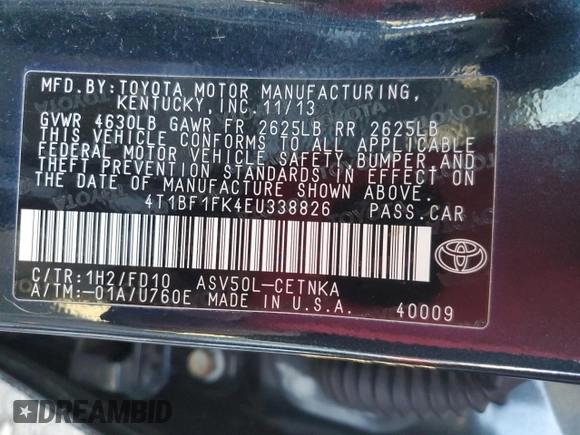 MFD.BY:TOYOTA MOTOR MANUFACTURING,
KENTUCKY,INC.11/13
GVWR 4630LB GAWR FR 2625LB RR 2625LB
THIS VEHICLE CONFORMS TO ALL APPLICABLE
FEDERAL MOTOR VEHICLE SAFETY, BUMPER,AND
THEFT PREVENTION STANDARDS IN EFFECT ON
THE DATE OF MANUFACTURE SHOWN ABOVE.
4T1BF1FK4EU338826 PASS.CAR
C/TR:1H2/FD10 ASV50L-CETNKA
A/TM:-01A/U760E MADE IN U.S.A. 40009
DREAMBID